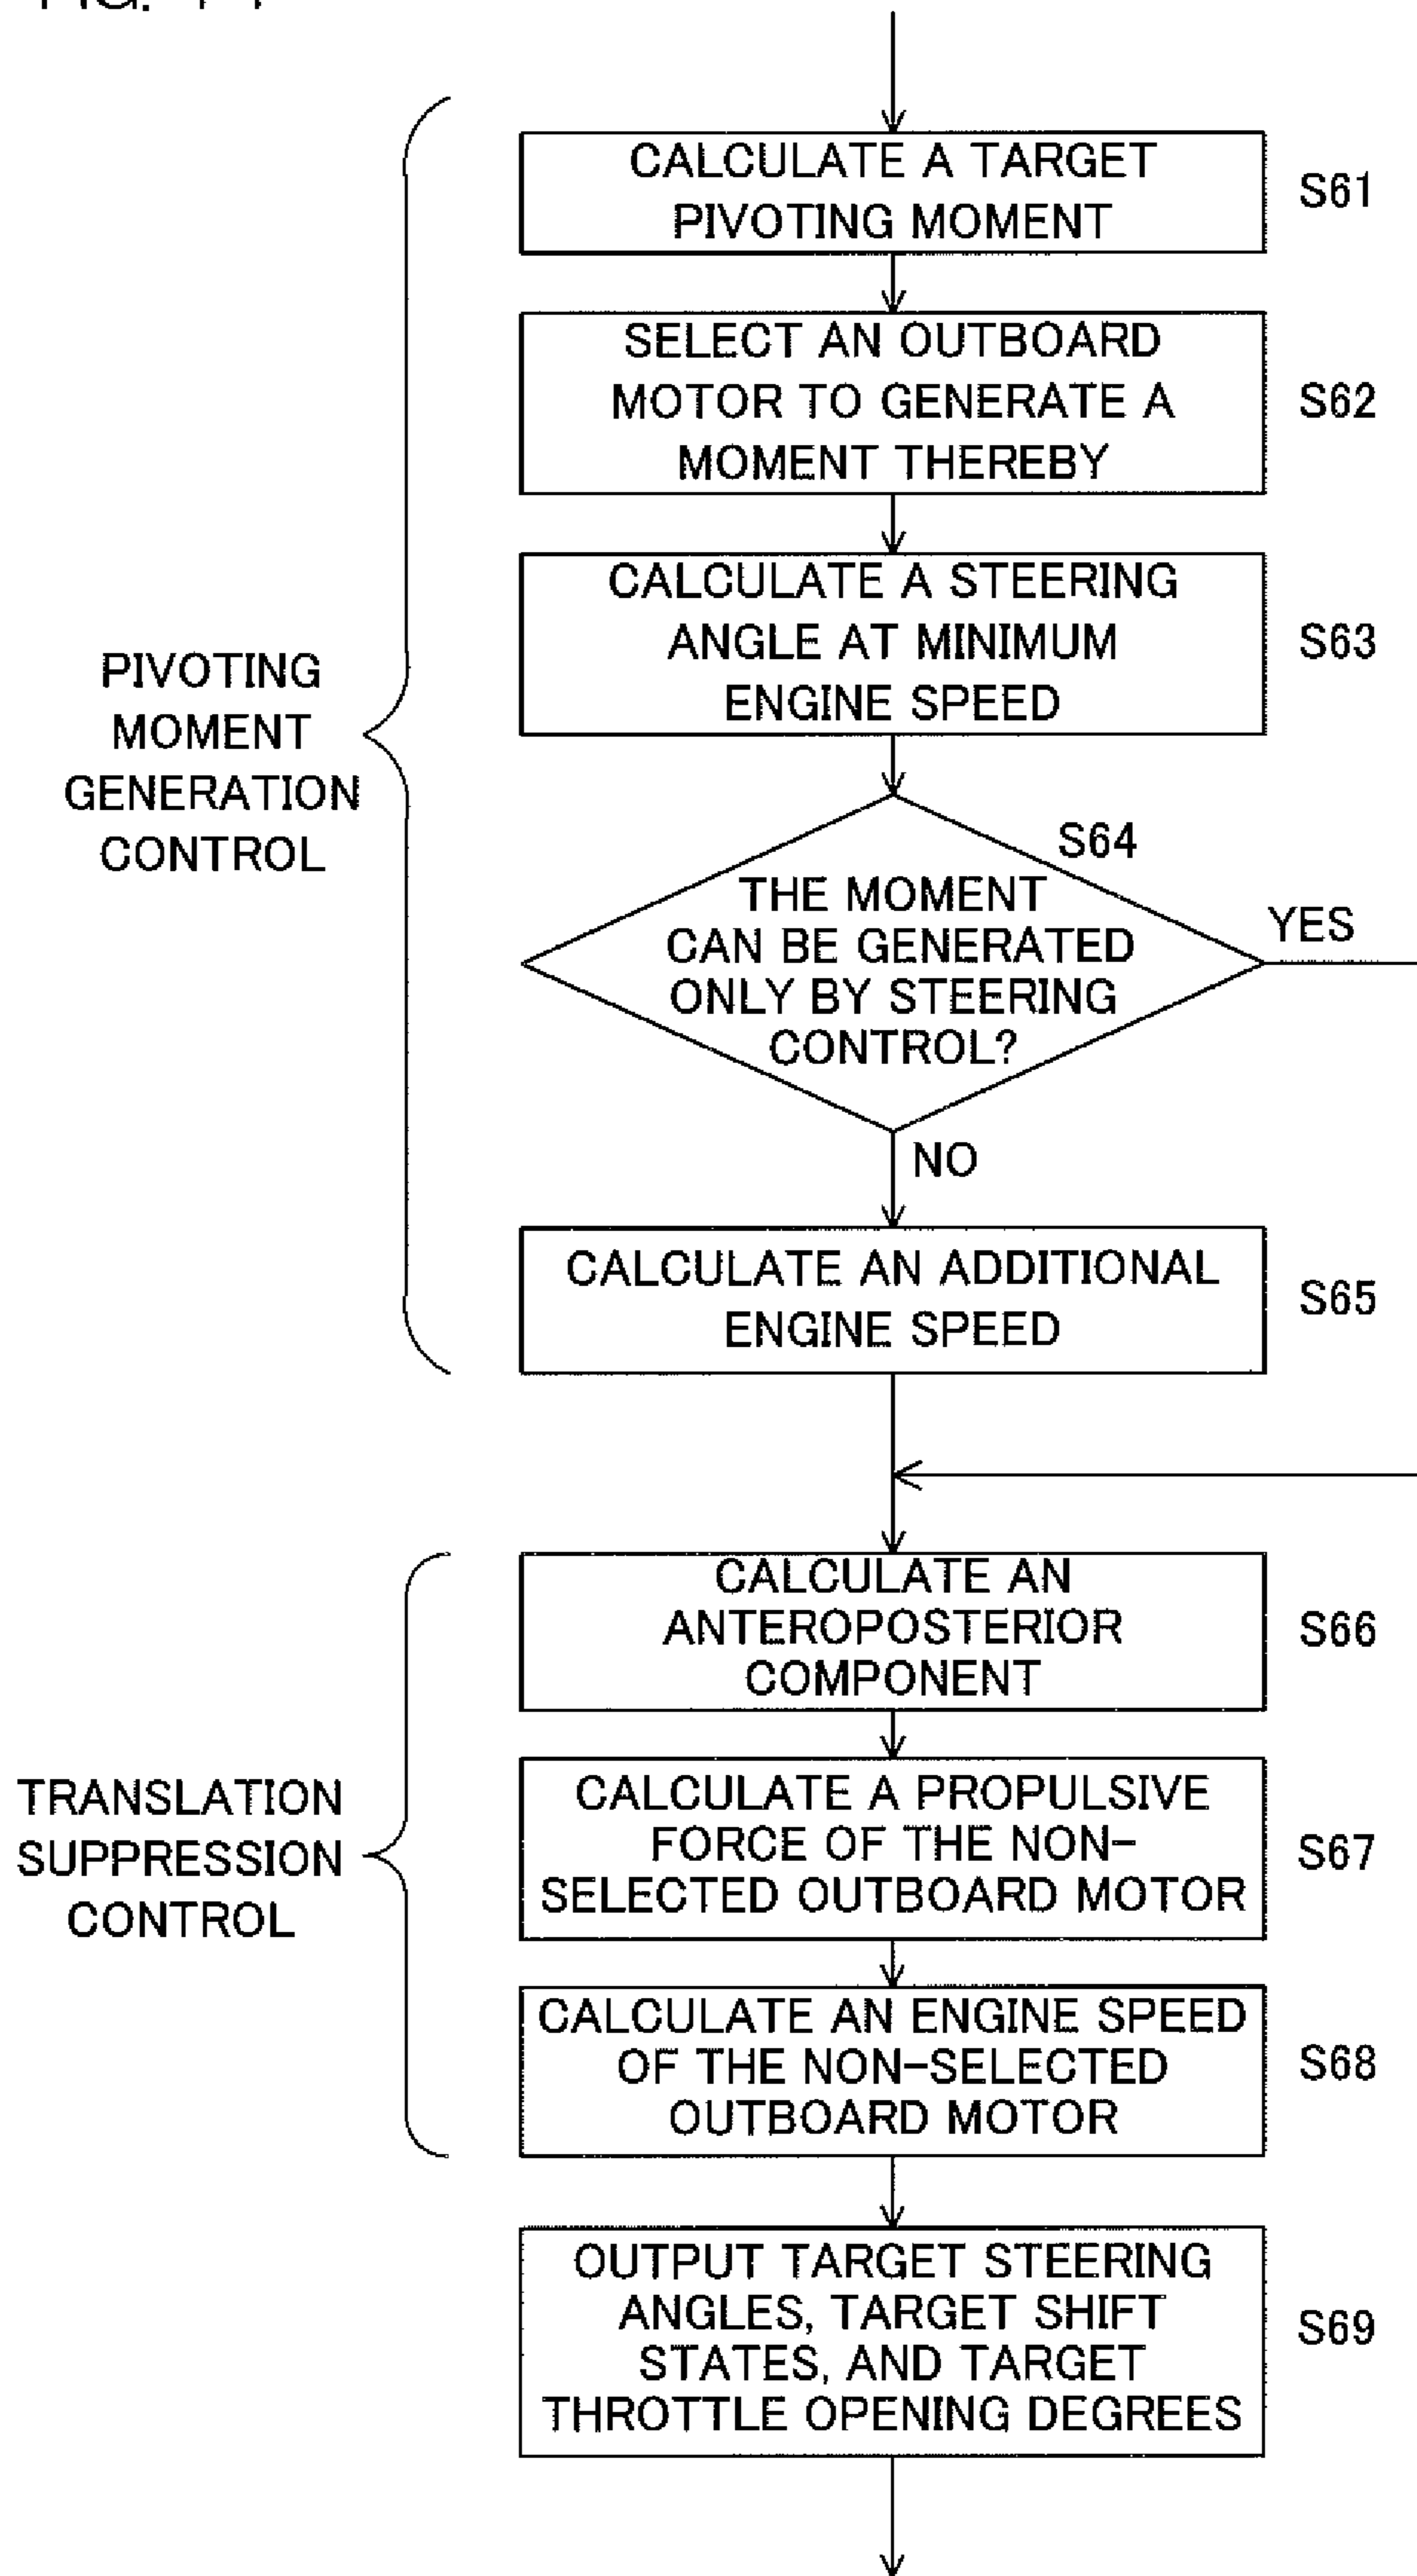 CALCULATE A TARGET
PIVOTING MOMENT
S61
SELECT AN OUTBOARD
MOTOR TO GENERATE A
MOMENT THEREBY
S62
CALCULATE A STEERING
ANGLE AT MINIMUM
ENGINE SPEED
S63
PIVOTING
MOMENT
GENERATION
CONTROL
S64
THE MOMENT
CAN BE GENERATED
ONLY BY STEERING
CONTROL?
YES
NO
CALCULATE AN ADDITIONAL
ENGINE SPEED
S65
CALCULATE AN
ANTEROPOSTERIOR
COMPONENT
S66
TRANSLATION
SUPPRESSION
CONTROL
CALCULATE A PROPULSIVE
FORCE OF THE NON-
SELECTED OUTBOARD MOTOR
S67
CALCULATE AN ENGINE SPEED
OF THE NON-SELECTED
OUTBOARD MOTOR
S68
OUTPUT TARGET STEERING
ANGLES, TARGET SHIFT
STATES, AND TARGET
THROTTLE OPENING DEGREES
S69